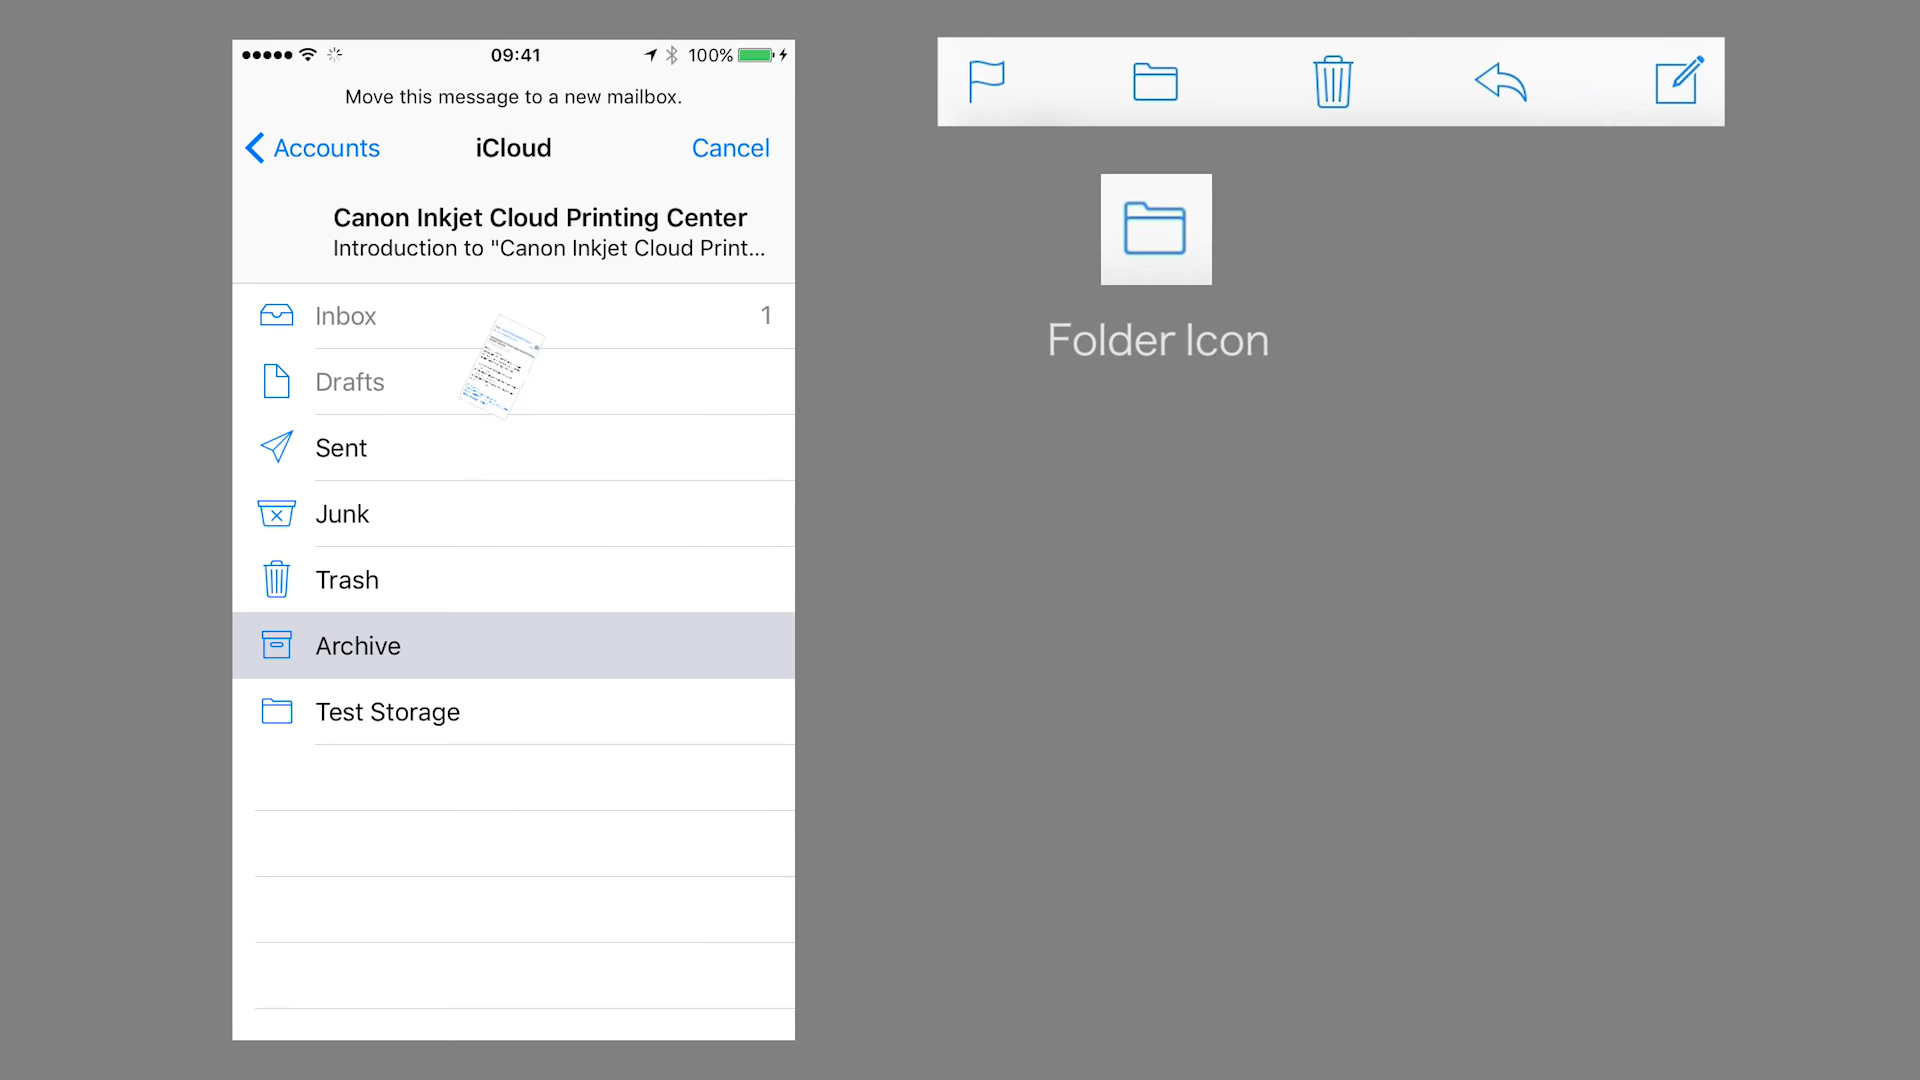 09:41
100%
Move this message to a new mailbox.
Accounts
iCloud
Cancel
Canon Inkjet Cloud Printing Center
Introduction to "Canon Inkjet Cloud Print...
Inbox
1
Drafts
Sent
Junk
Trash
Archive
Test Storage
Folder Icon